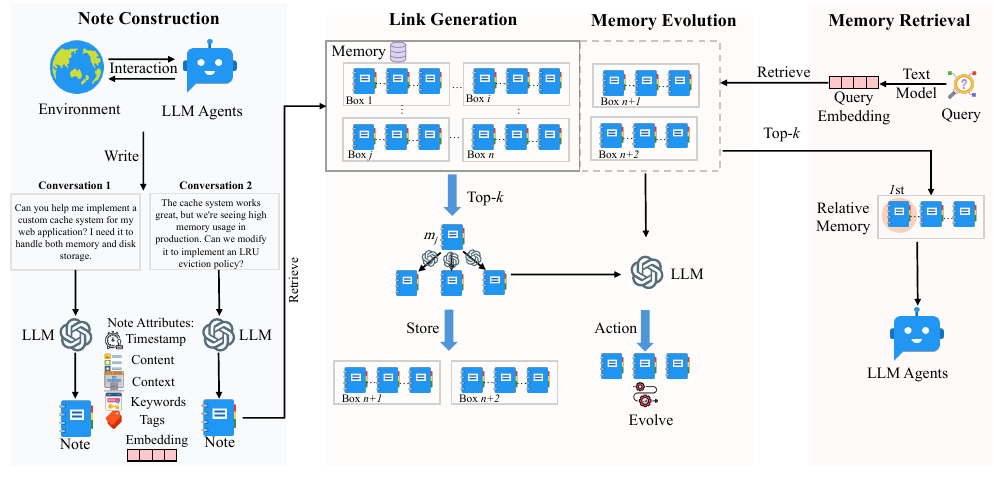 Note Construction
Interaction
Environment
LLM Agents
Write
Conversation 1
Can you help me implement a
custom cache system for my
web application? I need it to
handle both memory and disk
storage.
Conversation 2
The cache system works
great, but we're seeing high
memory usage in
production. Can we modify
it to implement an LRU
eviction policy?
LLM
Note Attributes:
Timestamp
Content
Context
Keywords
Tags
Embedding
LLM
Note
Note
Retrieve
Link Generation
Memory
Box 1
...
Box i
Box j
...
Box n
Top-k
mj
Store
Box n+1
Box n+2
Memory Evolution
Box n+1
Box n+2
LLM
Action
Evolve
Memory Retrieval
Retrieve
Text
Model
Query
Embedding
Query
Top-k
1st
Relative
Memory
LLM Agents